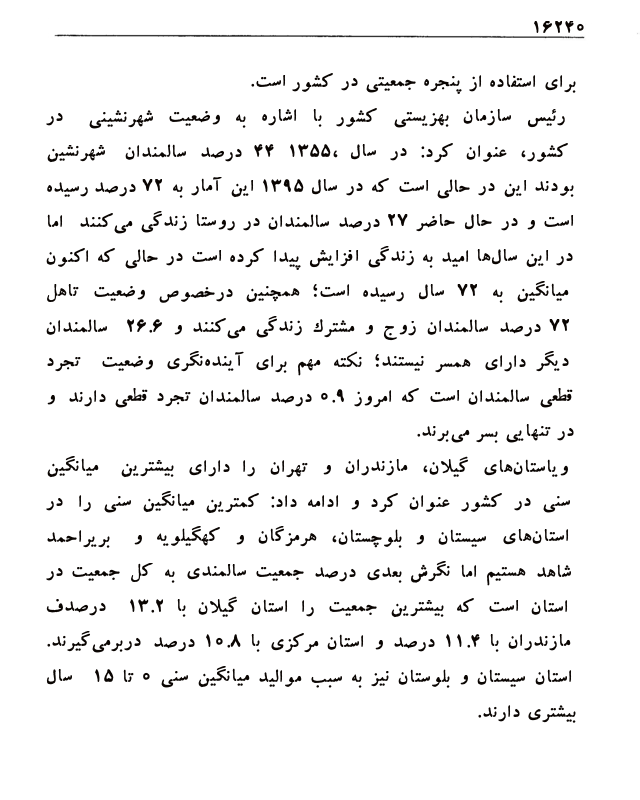 ۱۶۲۴۰
برای استفاده از پنجره جمعیتی در کشور است.
رئیس سازمان بهزیستی کشور با اشاره به وضعیت شهرنشینی در
کشور، عنوان کرد: در سال ،۱۳۵۵ ۴۴ درصد سالمندان شهرنشین
بودند این در حالی است که در سال ۱۳۹۵ این آمار به ۷۲ درصد رسیده
است و در حال حاضر ۲۷ درصد سالمندان در روستا زندگی می‌کنند اما
در این سال‌ها امید به زندگی افزایش پیدا کرده است در حالی که اکنون
میانگین به ۷۲ سال رسیده است؛ همچنین درخصوص وضعیت تاهل
۷۲ درصد سالمندان زوج و مشترك زندگی می‌کنند و ۲۶.۶ سالمندان
دیگر دارای همسر نیستند؛ نکته مهم برای آینده‌نگری وضعیت تجرد
قطعی سالمندان است که امروز ۰.۹ درصد سالمندان تجرد قطعی دارند و
در تنهایی بسر می‌برند.
و یاستان‌های گیلان، مازندران و تهران را دارای بیشترین میانگین
سنی در کشور عنوان کرد و ادامه داد: کمترین میانگین سنی را در
استان‌های سیستان و بلوچستان، هرمزگان و کهگیلویه و بریراحمد
شاهد هستیم اما نگرش بعدی درصد جمعیت سالمندی به کل جمعیت در
استان است که بیشترین جمعیت را استان گیلان با ۱۳.۲ درصدف
مازندران با ۱۱.۴ درصد و استان مرکزی با ۱۰.۸ درصد دربرمی‌گیرند.
استان سیستان و بلوستان نیز به سبب موالید میانگین سنی ۰ تا ۱۵ سال
بیشتری دارند.